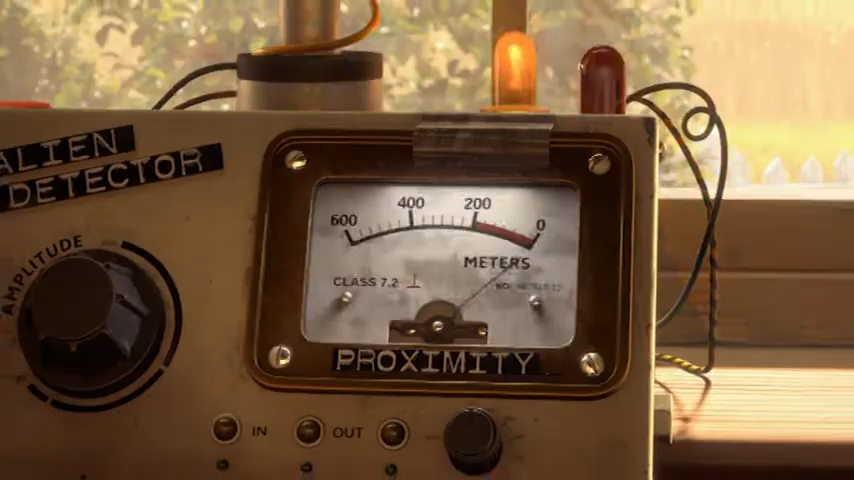 ALIEN
DETECTOR
AMPLITUDE
600 400 200 0
METERS
CLASS 7.2
PROXIMITY
IN OUT